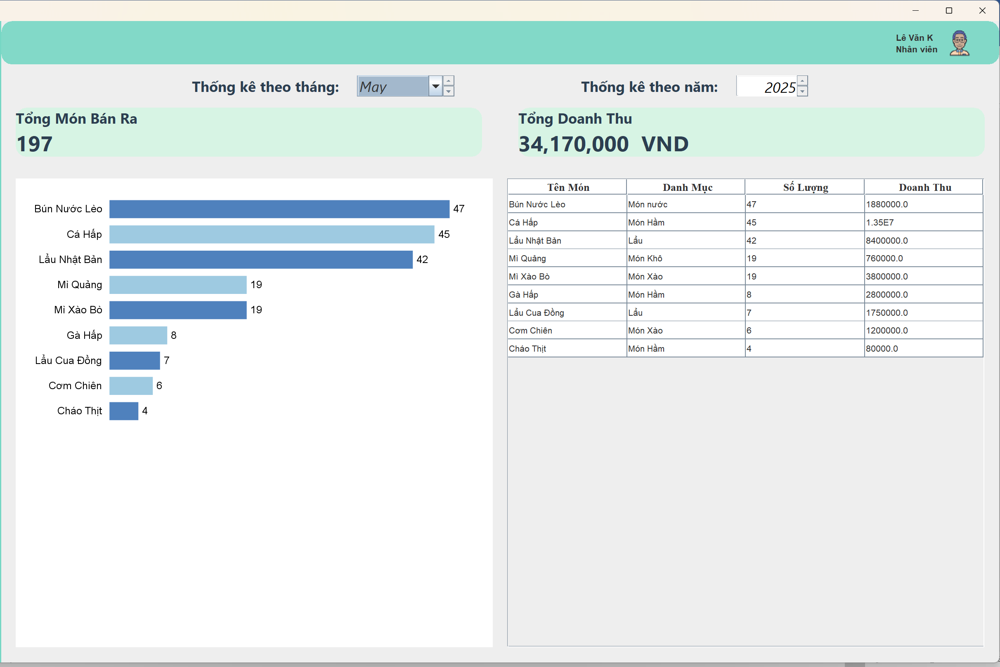 Lê Văn K
Nhân viên
Thống kê theo tháng: May
Thống kê theo năm: 2025
Tổng Món Bán Ra
197
Tổng Doanh Thu
34,170,000 VND
Bún Nước Lèo 47
Cá Hấp 45
Lẩu Nhật Bản 42
Mì Quảng 19
Mì Xào Bò 19
Gà Hấp 8
Lẩu Cua Đồng 7
Cơm Chiên 6
Cháo Thịt 4
Tên Món Danh Mục Số Lượng Doanh Thu
Bún Nước Lèo Món nước 47 1880000.0
Cá Hấp Món Hầm 45 1.35E7
Lẩu Nhật Bản Lẩu 42 8400000.0
Mì Quảng Món Khô 19 760000.0
Mì Xào Bò Món Xào 19 3800000.0
Gà Hấp Món Hầm 8 2800000.0
Lẩu Cua Đồng Lẩu 7 1750000.0
Cơm Chiên Món Xào 6 1200000.0
Cháo Thịt Món Hầm 4 80000.0